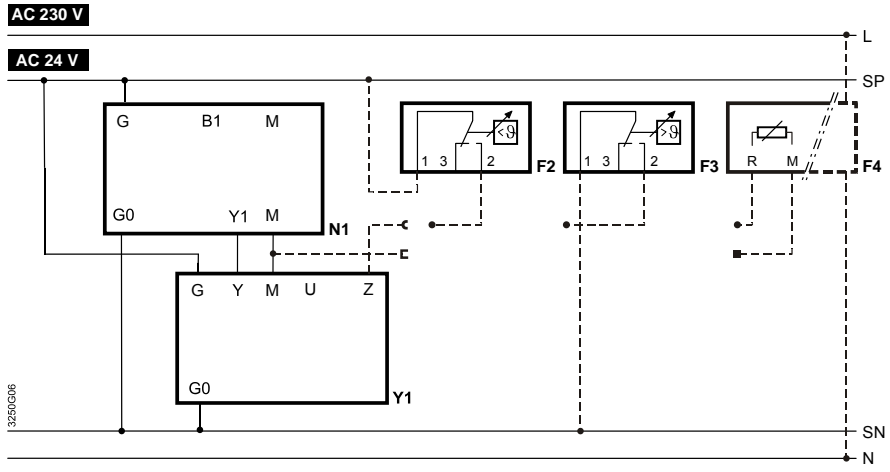 AC 230 V
L
AC 24 V
SP
G B1 M
G0 Y1 M
N1
<ϑ
1 3 2
F2
>ϑ
1 3 2
F3
R M
F4
G Y M U Z
G0
Y1
3250G06
SN
N